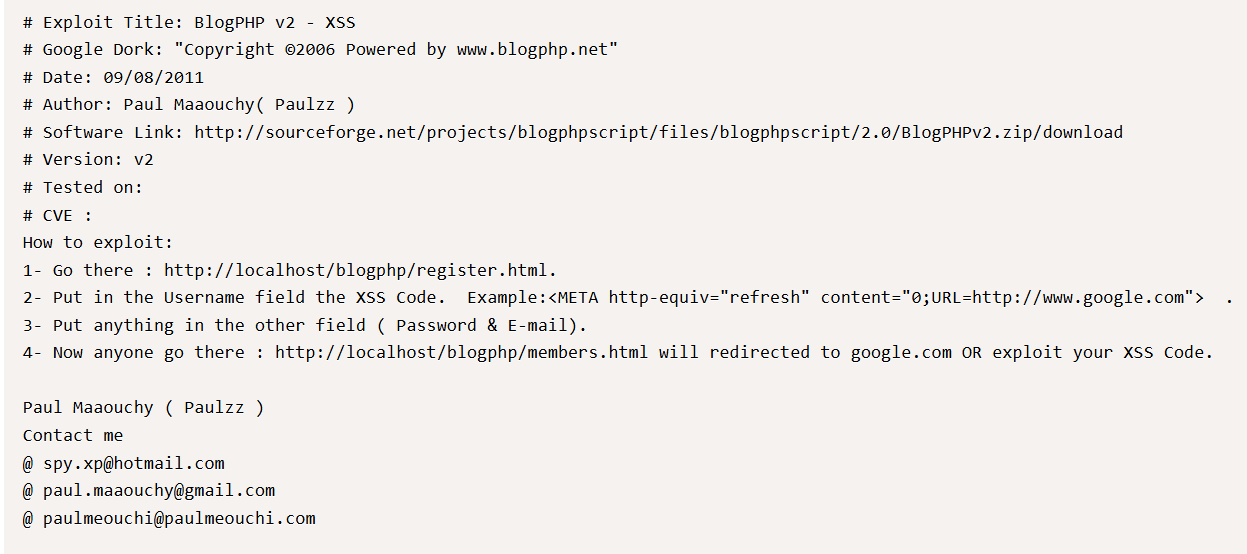 # Exploit Title: BlogPHP v2 - XSS
# Google Dork: "Copyright ©2006 Powered by www.blogphp.net"
# Date: 09/08/2011
# Author: Paul Maaouchy( Paulzz )
# Software Link: http://sourceforge.net/projects/blogphpscript/files/blogphpscript/2.0/BlogPHPv2.zip/download
# Version: v2
# Tested on:
# CVE :
How to exploit:
1- Go there : http://localhost/blogphp/register.html.
2- Put in the Username field the XSS Code.  Example:<META http-equiv="refresh" content="0;URL=http://www.google.com">  .
3- Put anything in the other field ( Password & E-mail).
4- Now anyone go there : http://localhost/blogphp/members.html will redirected to google.com OR exploit your XSS Code.
Paul Maaouchy ( Paulzz )
Contact me
@ spy.xp@hotmail.com
@ paul.maaouchy@gmail.com
@ paulmeouchi@paulmeouchi.com